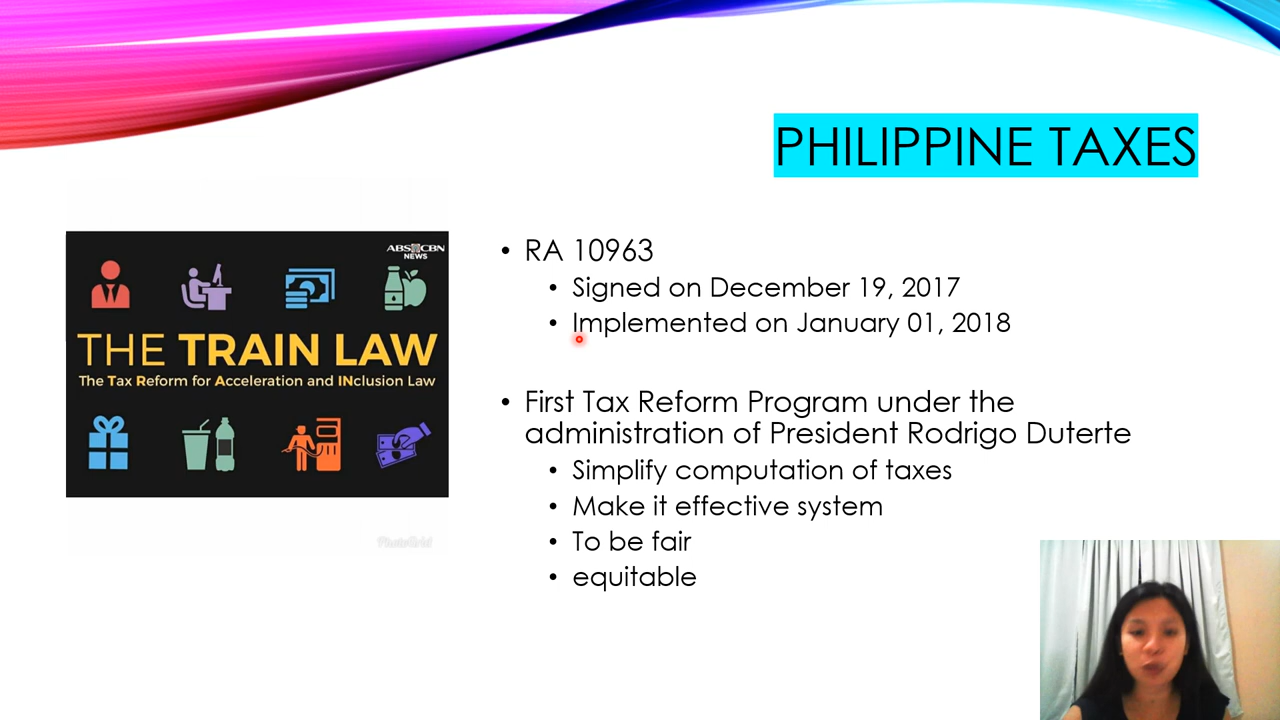 PHILIPPINE TAXES
ABS CBN
NEWS
THE TRAIN LAW
The Tax Reform for Acceleration and INclusion Law
PhotoGrid
• RA 10963
• Signed on December 19, 2017
• Implemented on January 01, 2018
• First Tax Reform Program under the
administration of President Rodrigo Duterte
• Simplify computation of taxes
• Make it effective system
• To be fair
• equitable